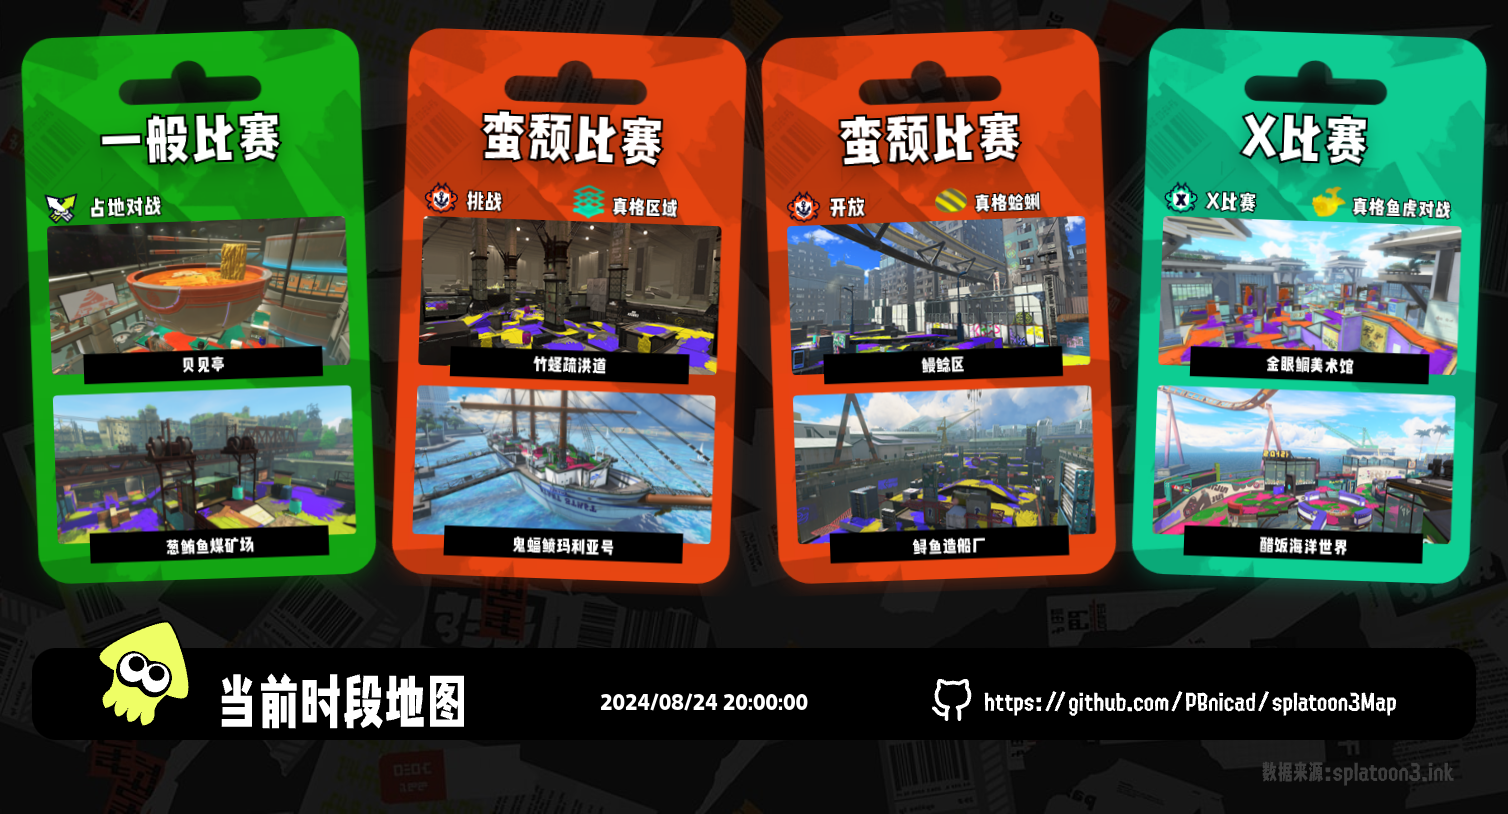 一般比赛
占地对战
贝见亭
葱鲔鱼煤矿场
蛮颓比赛
挑战
真格区域
竹蛏疏洪道
鬼蝠鲼玛利亚号
蛮颓比赛
开放
真格蛤蜊
鳗鲶区
鲟鱼造船厂
X比赛
X比赛
真格鱼虎对战
金眼鲷美术馆
醋饭海洋世界
当前时段地图
2024/08/24 20:00:00
https://github.com/PBnicad/splatoon3Map
数据来源:splatoon3.ink